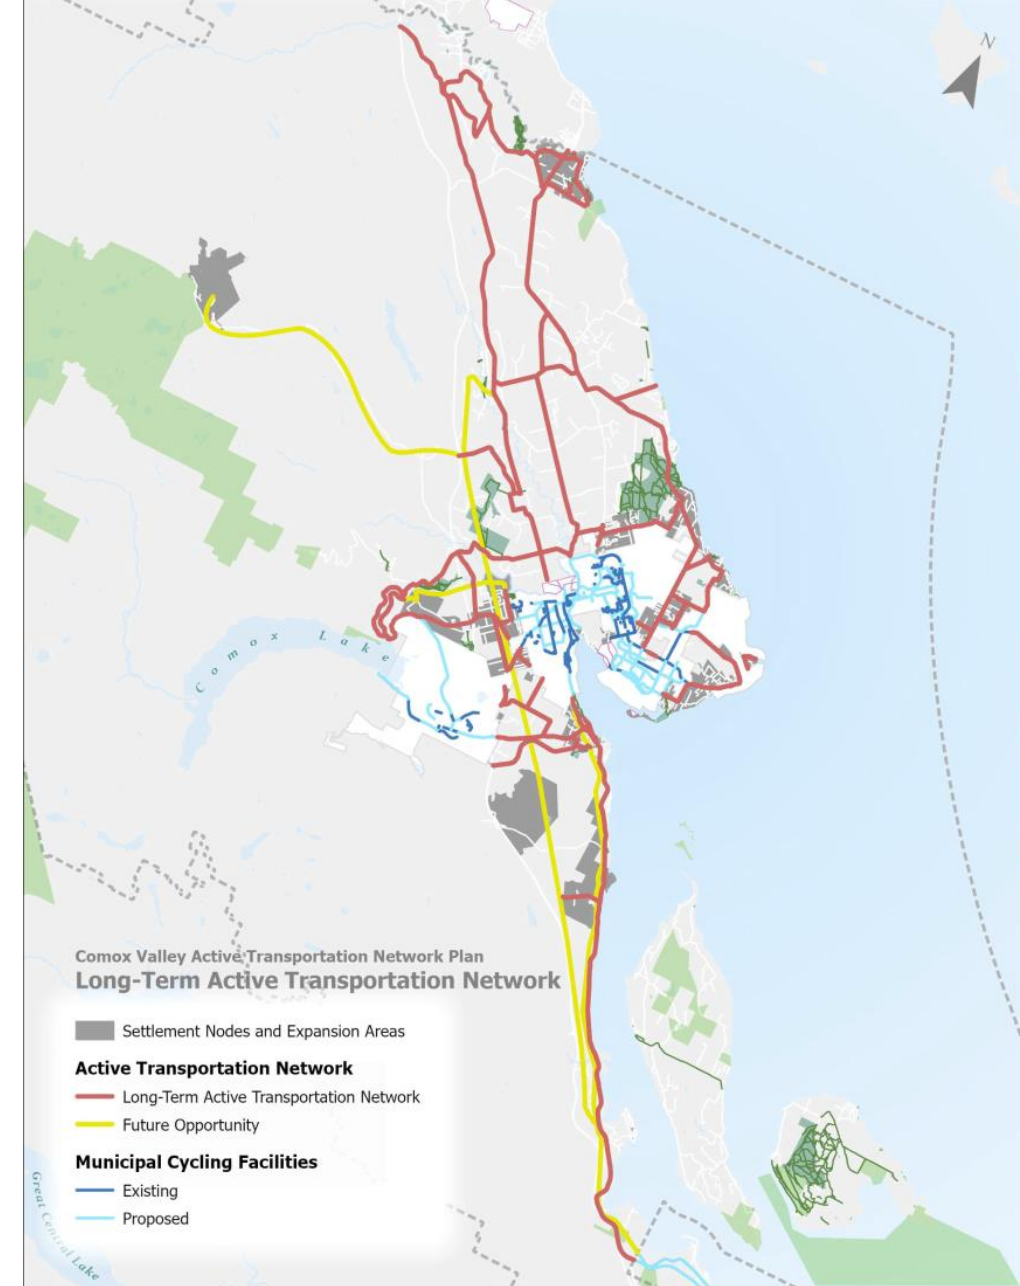 N
Comox Lake
Comox Valley Active Transportation Network Plan
Long-Term Active Transportation Network
Settlement Nodes and Expansion Areas
Active Transportation Network
Long-Term Active Transportation Network
Future Opportunity
Municipal Cycling Facilities
Existing
Proposed
Great Central Lake